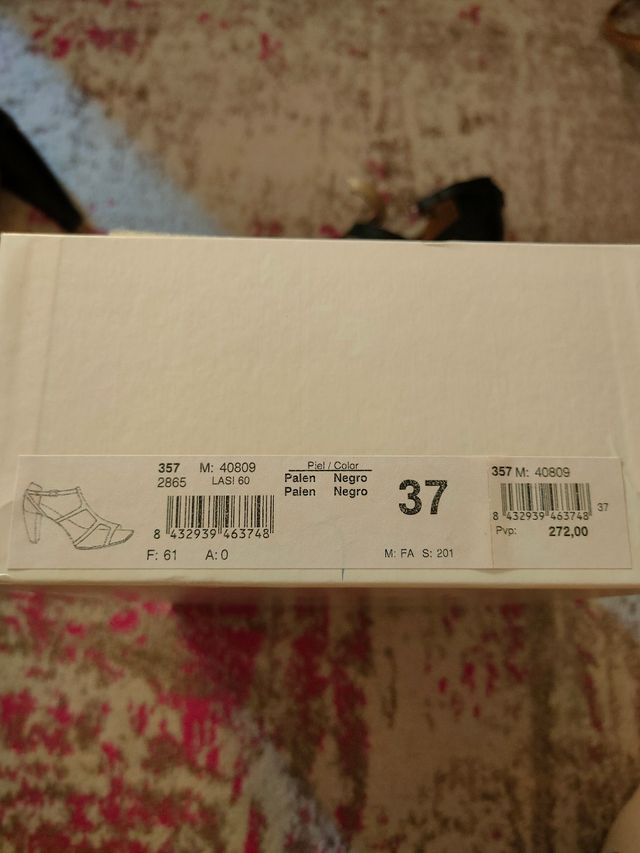 357 M: 40809
2865 LASI 60
8 432939 463748
F: 61 A: 0
Piel / Color
Palen Negro
Palen Negro
37
M: FA S: 201
357 M: 40809
8 432939 463748 37
Pvp: 272,00